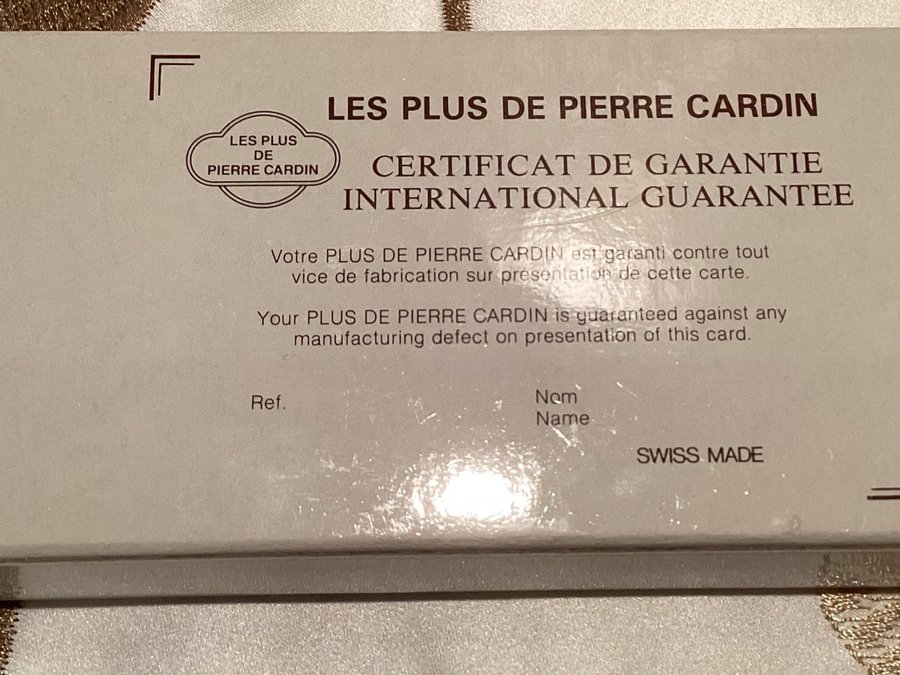 LES PLUS DE PIERRE CARDIN
LES PLUS
DE
PIERRE CARDIN
CERTIFICAT DE GARANTIE
INTERNATIONAL GUARANTEE
Votre PLUS DE PIERRE CARDIN est garanti contre tout
vice de fabrication sur présentation de cette carte.
Your PLUS DE PIERRE CARDIN is guaranteed against any
manufacturing defect on presentation of this card.
Ref.
Nom
Name
SWISS MADE